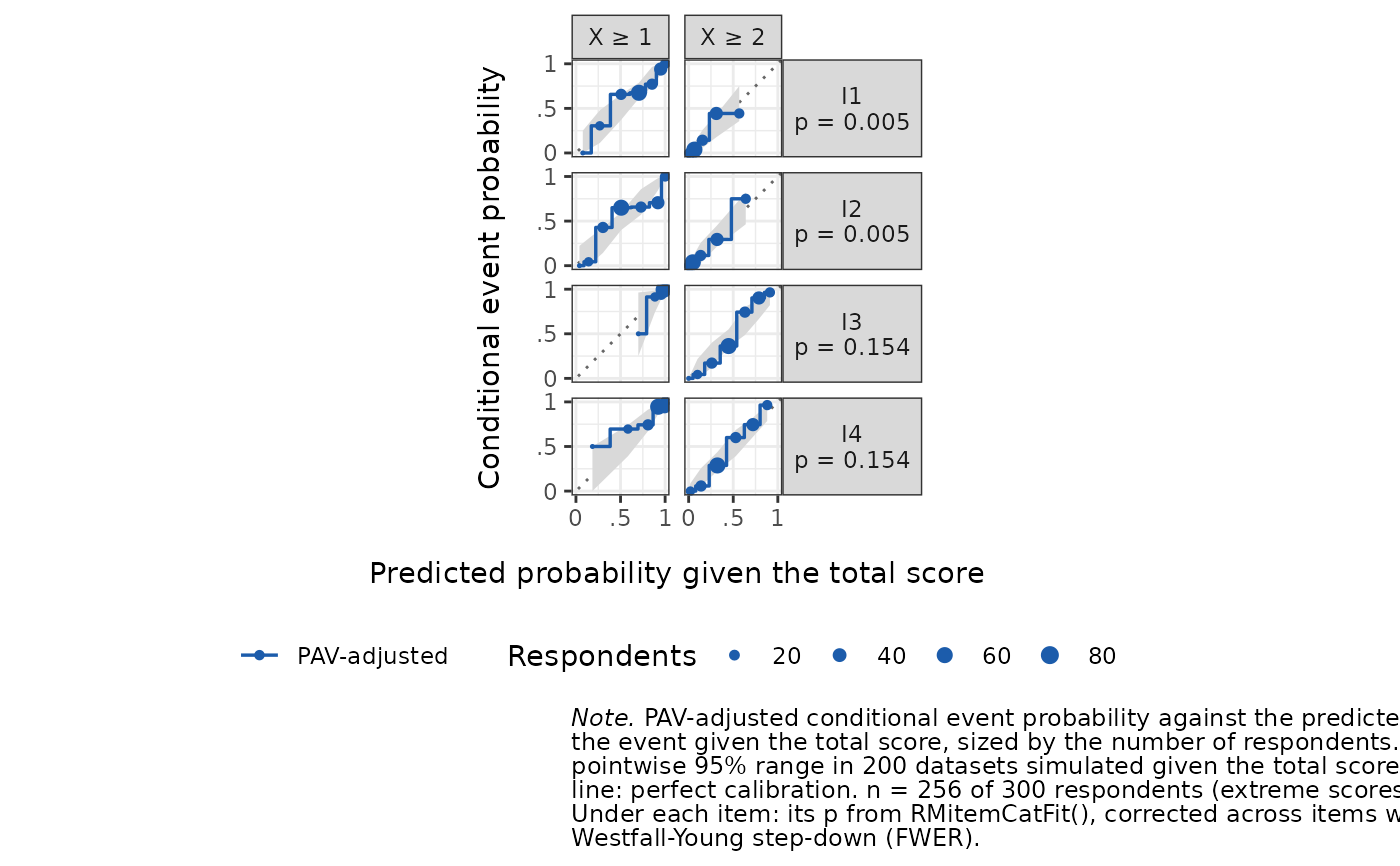 X ≥ 1
X ≥ 2
Conditional event probability
1
.5
0
I1
p = 0.005
1
.5
0
I2
p = 0.005
1
.5
0
I3
p = 0.154
1
.5
0
I4
p = 0.154
0 .5 1 0 .5 1
Predicted probability given the total score
PAV-adjusted Respondents 20 40 60 80
Note. PAV-adjusted conditional event probability against the predicte
the event given the total score, sized by the number of respondents.
pointwise 95% range in 200 datasets simulated given the total score
line: perfect calibration. n = 256 of 300 respondents (extreme scores
Under each item: its p from RMitemCatFit(), corrected across items w
Westfall-Young step-down (FWER).